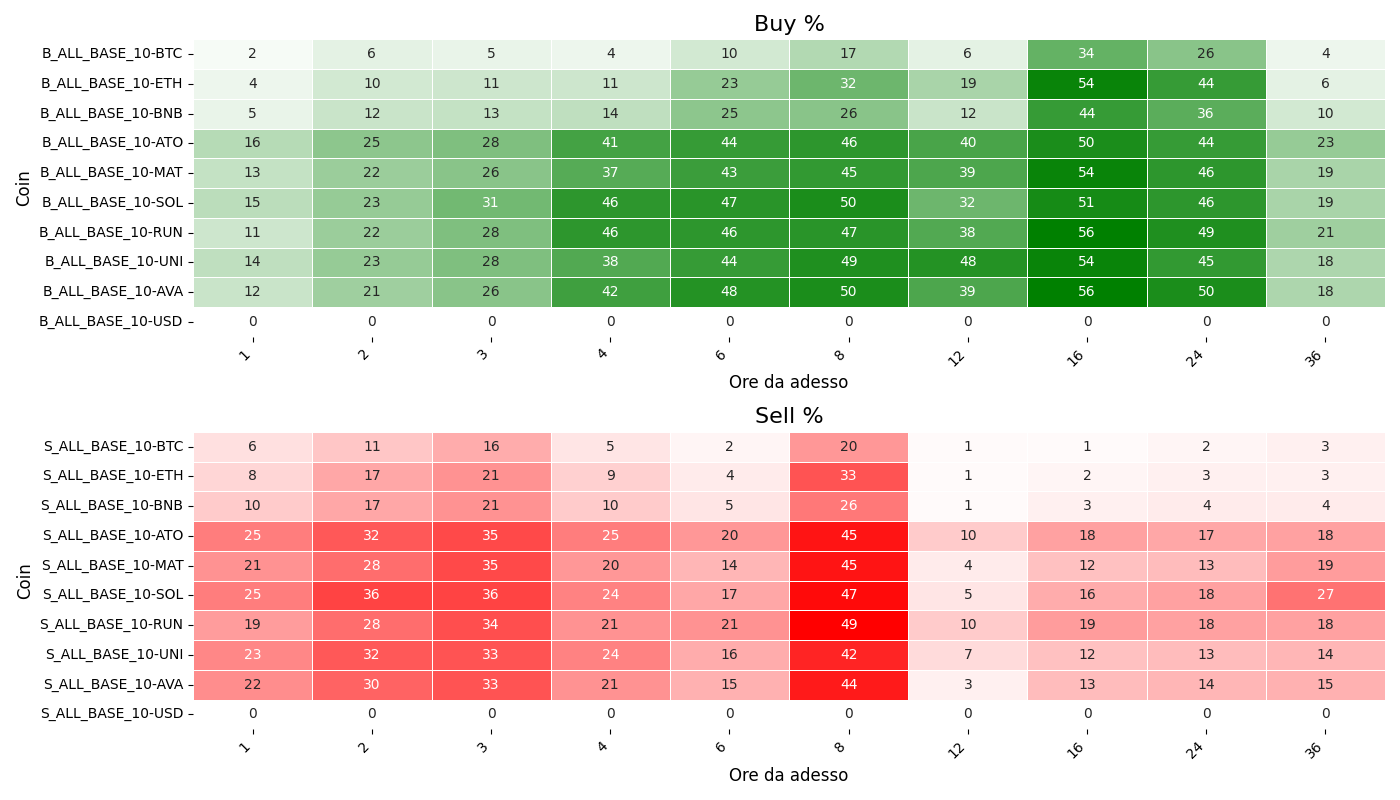 Buy %
Coin
B_ALL_BASE_10-BTC 2 6 5 4 10 17 6 34 26 4
B_ALL_BASE_10-ETH 4 10 11 11 23 32 19 54 44 6
B_ALL_BASE_10-BNB 5 12 13 14 25 26 12 44 36 10
B_ALL_BASE_10-ATO 16 25 28 41 44 46 40 50 44 23
B_ALL_BASE_10-MAT 13 22 26 37 43 45 39 54 46 19
B_ALL_BASE_10-SOL 15 23 31 46 47 50 32 51 46 19
B_ALL_BASE_10-RUN 11 22 28 46 46 47 38 56 49 21
B_ALL_BASE_10-UNI 14 23 28 38 44 49 48 54 45 18
B_ALL_BASE_10-AVA 12 21 26 42 48 50 39 56 50 18
B_ALL_BASE_10-USD 0 0 0 0 0 0 0 0 0 0
1 2 3 4 6 8 12 16 24 36
Ore da adesso
Sell %
Coin
S_ALL_BASE_10-BTC 6 11 16 5 2 20 1 1 2 3
S_ALL_BASE_10-ETH 8 17 21 9 4 33 1 2 3 3
S_ALL_BASE_10-BNB 10 17 21 10 5 26 1 3 4 4
S_ALL_BASE_10-ATO 25 32 35 25 20 45 10 18 17 18
S_ALL_BASE_10-MAT 21 28 35 20 14 45 4 12 13 19
S_ALL_BASE_10-SOL 25 36 36 24 17 47 5 16 18 27
S_ALL_BASE_10-RUN 19 28 34 21 21 49 10 19 18 18
S_ALL_BASE_10-UNI 23 32 33 24 16 42 7 12 13 14
S_ALL_BASE_10-AVA 22 30 33 21 15 44 3 13 14 15
S_ALL_BASE_10-USD 0 0 0 0 0 0 0 0 0 0
1 2 3 4 6 8 12 16 24 36
Ore da adesso